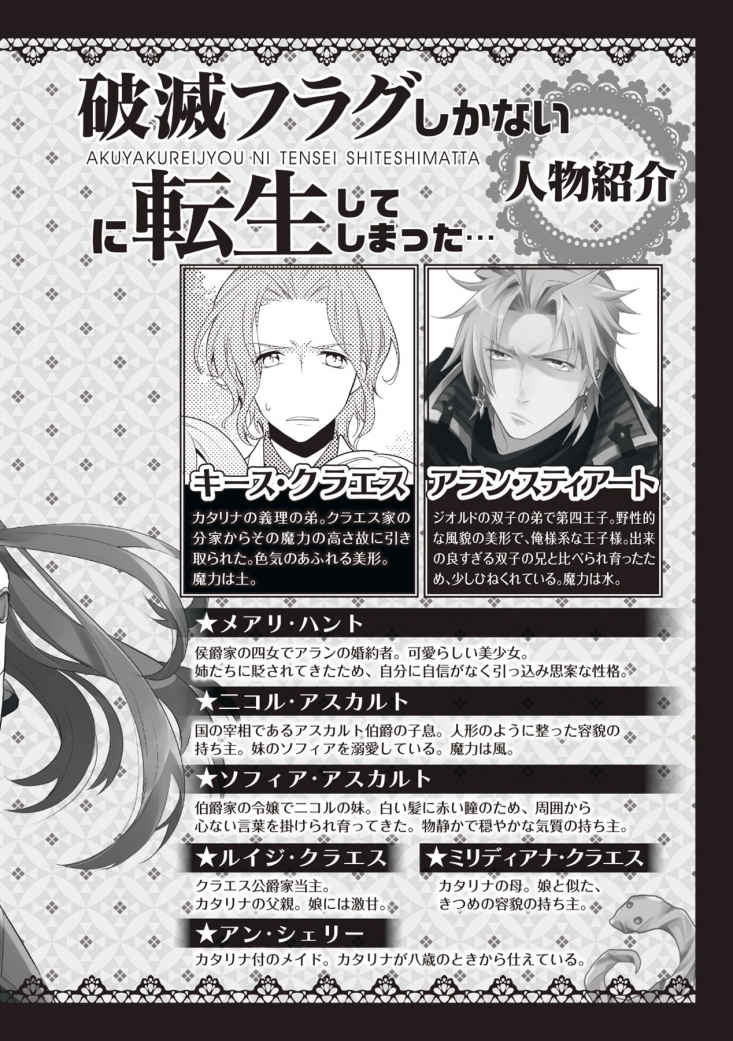 破滅フラグしかない
AKUYAKUREIJYOU NI TENSEI SHITESHIMATTA
に転生してしまった…
人物紹介
キース・クラエス
カタリナの義理の弟。クラエス家の
分家からその魔力の高さ故に引き
取られた。色気のあふれる美形。
魔力は土。
アラン・スティアート
ジオルドの双子の弟で第四王子。野性的
な風貌の美形で、俺様系な王子様。出来
の良すぎる双子の兄と比べられ育ったた
め、少しひねくれている。魔力は水。
★メアリ・ハント
侯爵家の四女でアランの婚約者。可愛らしい美少女。
姉たちに貶されてきたため、自分に自信がなく引っ込み思案な性格。
★ニコル・アスカルト
国の宰相であるアスカルト伯爵の子息。人形のように整った容貌の
持ち主。妹のソフィアを溺愛している。魔力は風。
★ソフィア・アスカルト
伯爵家の令嬢でニコルの妹。白い髪に赤い瞳のため、周囲から
心ない言葉を掛けられ育ってきた。物静かで穏やかな気質の持ち主。
★ルイジ・クラエス
クラエス公爵家当主。
カタリナの父親。娘には激甘。
★ミリディアナ・クラエス
カタリナの母。娘と似た、
きつめの容貌の持ち主。
★アン・シェリー
カタリナ付のメイド。カタリナが八歳のときから仕えている。